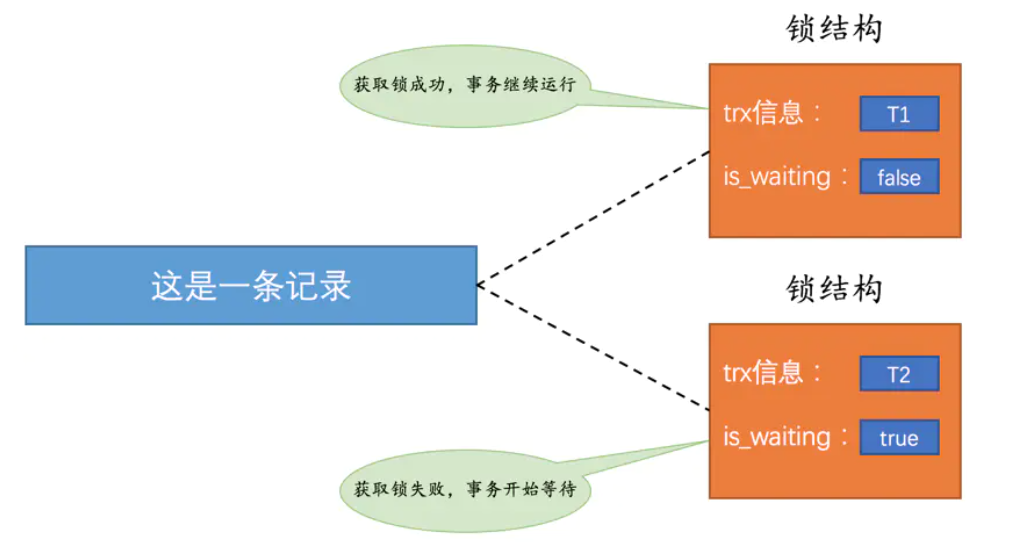 锁结构
获取锁成功，事务继续运行
trx信息： T1
is_waiting： false
这是一条记录
锁结构
trx信息： T2
is_waiting： true
获取锁失败，事务开始等待